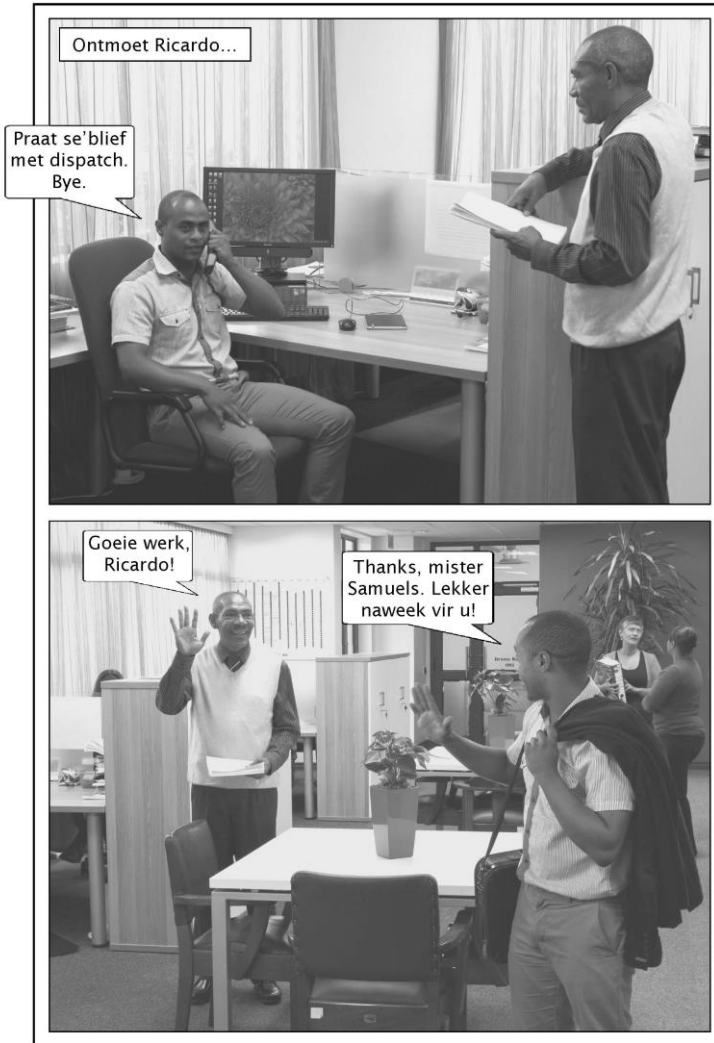 Ontmoet Ricardo...
Praat se'blief
met dispatch.
Bye.
Goeie werk,
Ricardo!
Thanks, mister
Samuels. Lekker
naweek vir u!